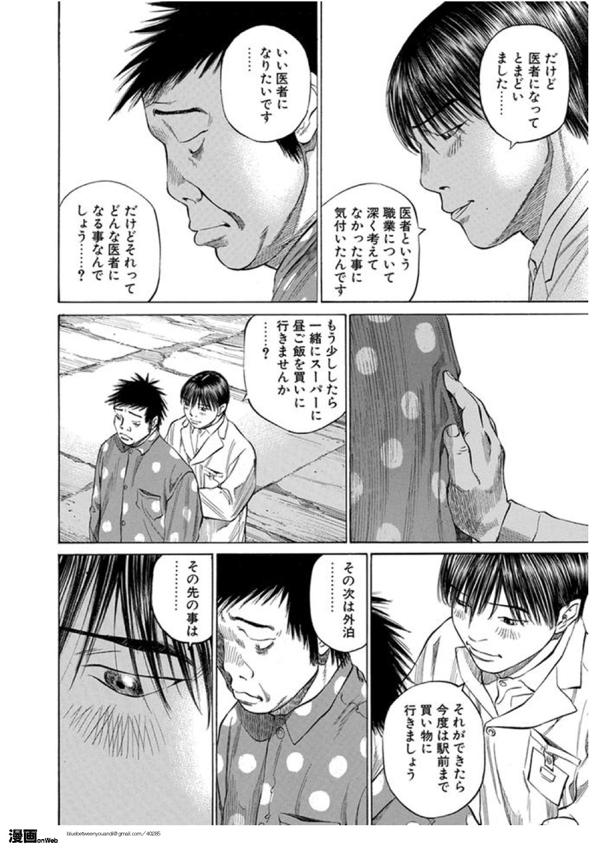 だけど
医者になって
とまどい
ました……
医者という
職業について
深く考えて
なかった事に
気付いたんです
いい医者に
なりたいです
……
だけどそれって
どんな医者に
なる事なんで
しょう……?
もう少ししたら
一緒にスーパーに
昼ご飯を買いに
行きませんか
……?
それができたら
今度は駅前まで
買い物に
行きましょう
その次は外泊
………
その先の事は
………
漫画 on Web
bluebetweenyouandi@gmail.com/40285